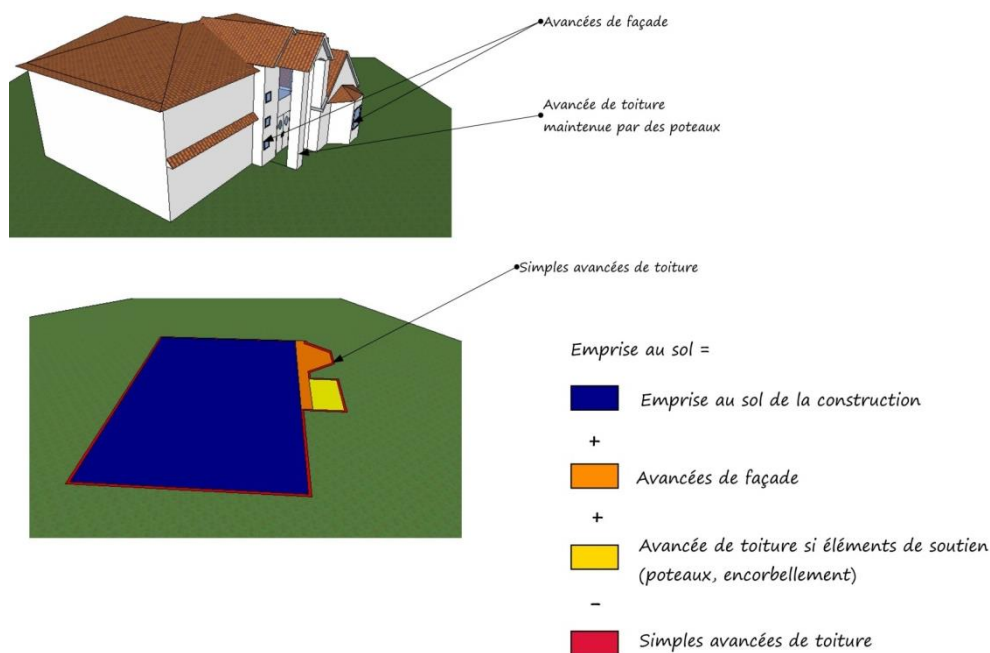 Avancées de façade
Avancée de toiture
maintenue par des poteaux
Simples avancées de toiture
Emprise au sol =
Emprise au sol de la construction
+
Avancées de façade
+
Avancée de toiture si éléments de soutien
(poteaux, encorbellement)
-
Simples avancées de toiture